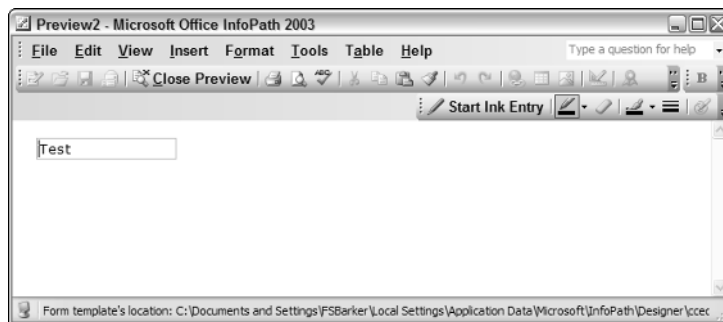 Preview2 - Microsoft Office InfoPath 2003
File Edit View Insert Format Tools Table Help Type a question for help
Close Preview ABC B
Start Ink Entry
Test
Form template's location: C:\Documents and Settings\FSBarker\Local Settings\Application Data\Microsoft\InfoPath\Designer\ccec